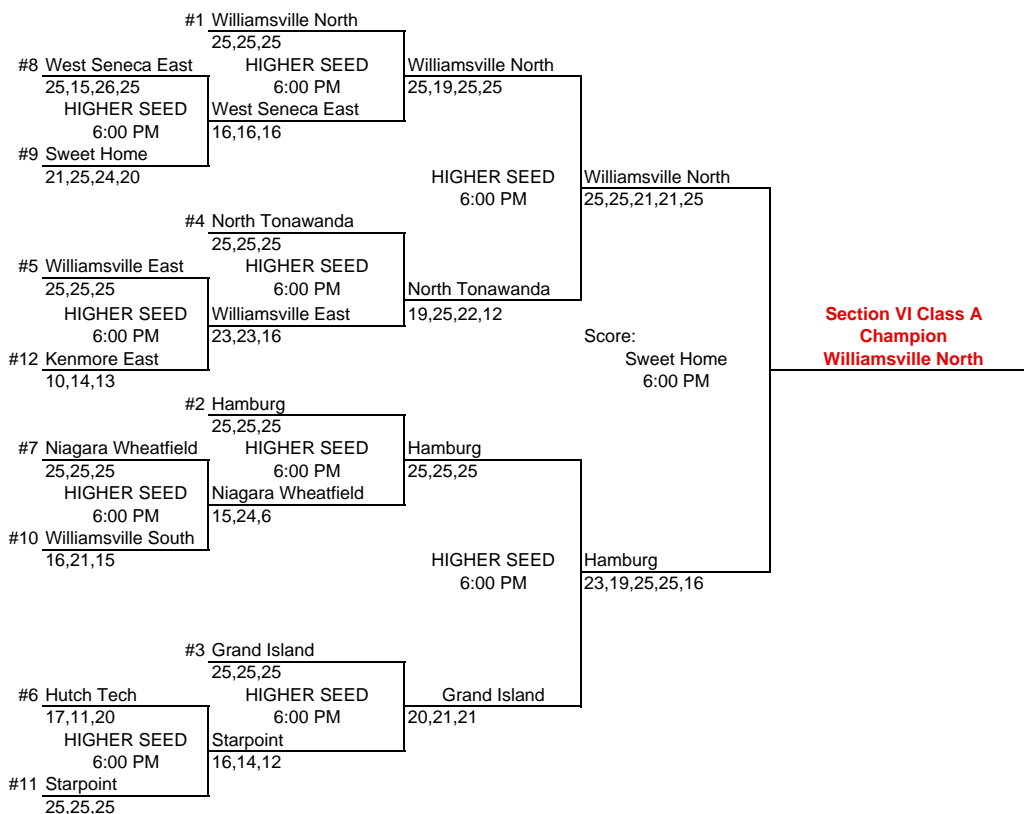 #1 Williamsville North
25,25,25
#8 West Seneca East
HIGHER SEED
Williamsville North
25,15,26,25
6:00 PM
25,19,25,25
HIGHER SEED
West Seneca East
6:00 PM
16,16,16
#9 Sweet Home
21,25,24,20
HIGHER SEED
Williamsville North
6:00 PM
25,25,21,21,25
#4 North Tonawanda
25,25,25
#5 Williamsville East
HIGHER SEED
25,25,25
6:00 PM
North Tonawanda
HIGHER SEED
Williamsville East
19,25,22,12
Section VI Class A
6:00 PM
23,23,16
Score:
Champion
#12 Kenmore East
Sweet Home
Williamsville North
10,14,13
6:00 PM
#2 Hamburg
25,25,25
#7 Niagara Wheatfield
HIGHER SEED
Hamburg
25,25,25
6:00 PM
25,25,25
HIGHER SEED
Niagara Wheatfield
6:00 PM
15,24,6
#10 Williamsville South
16,21,15
HIGHER SEED
Hamburg
6:00 PM
23,19,25,25,16
#3 Grand Island
25,25,25
#6 Hutch Tech
HIGHER SEED
Grand Island
17,11,20
6:00 PM
20,21,21
HIGHER SEED
Starpoint
6:00 PM
16,14,12
#11 Starpoint
25,25,25